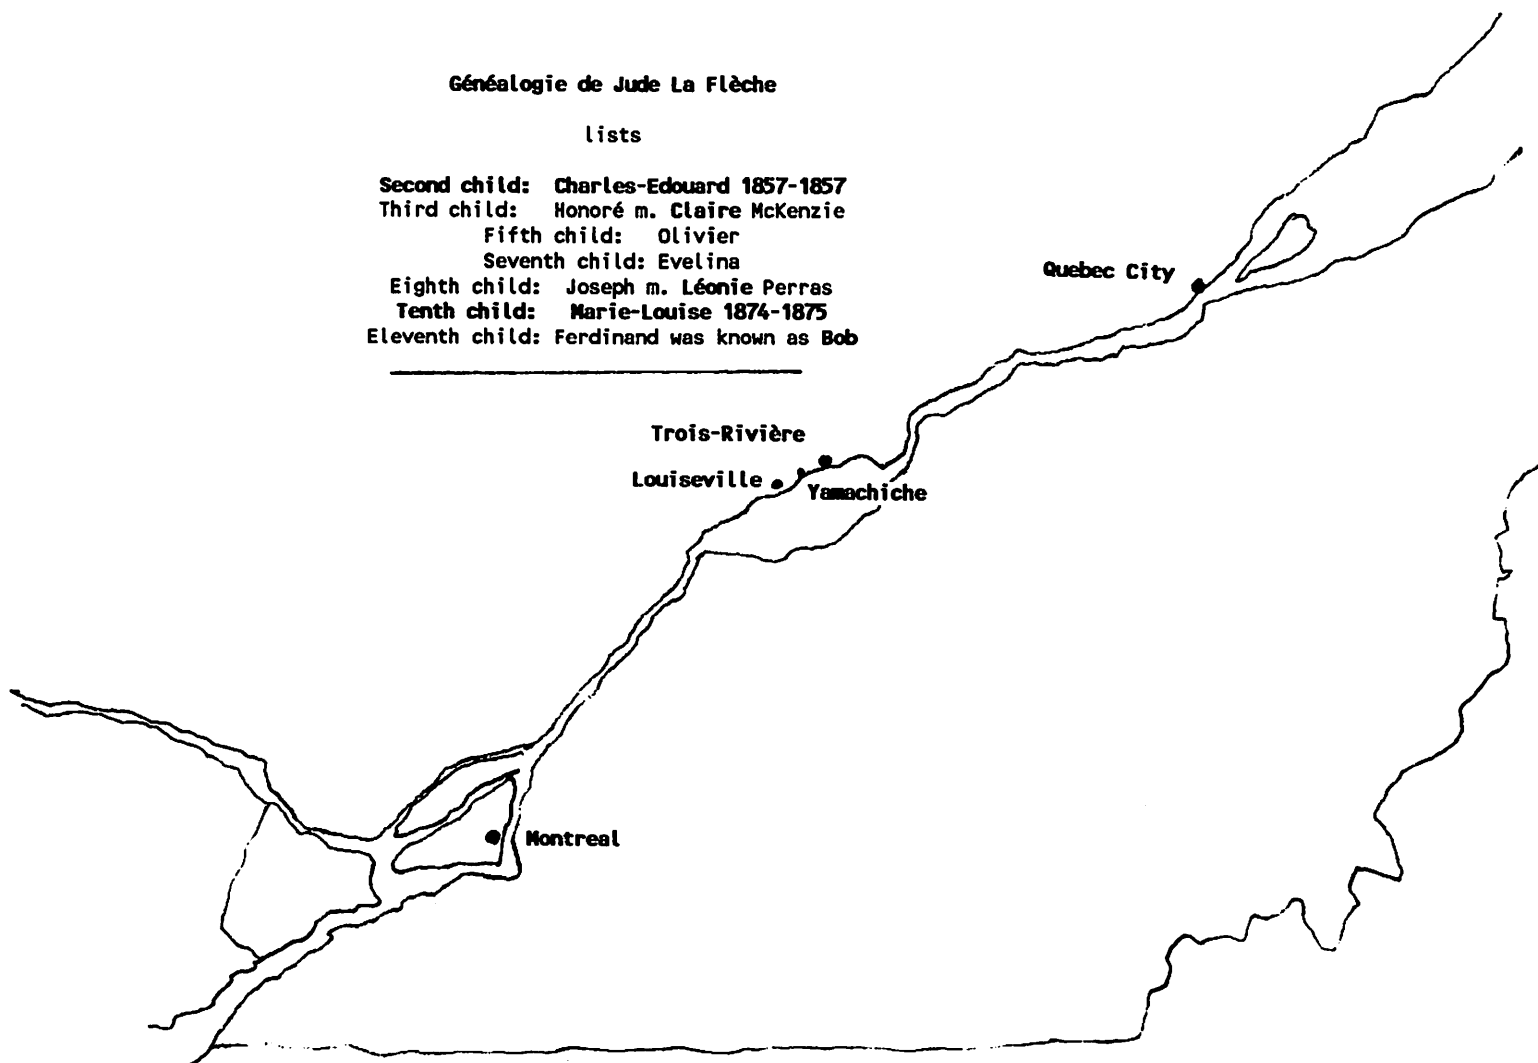 Généalogie de Jude La Flèche
lists
Second child: Charles-Edouard 1857-1857
Third child: Honoré m. Claire McKenzie
Fifth child: Olivier
Seventh child: Evelina
Eighth child: Joseph m. Léonie Perras
Tenth child: Marie-Louise 1874-1875
Eleventh child: Ferdinand was known as Bob
Quebec City
Trois-Rivière
Louiseville
Yamachiche
Montreal